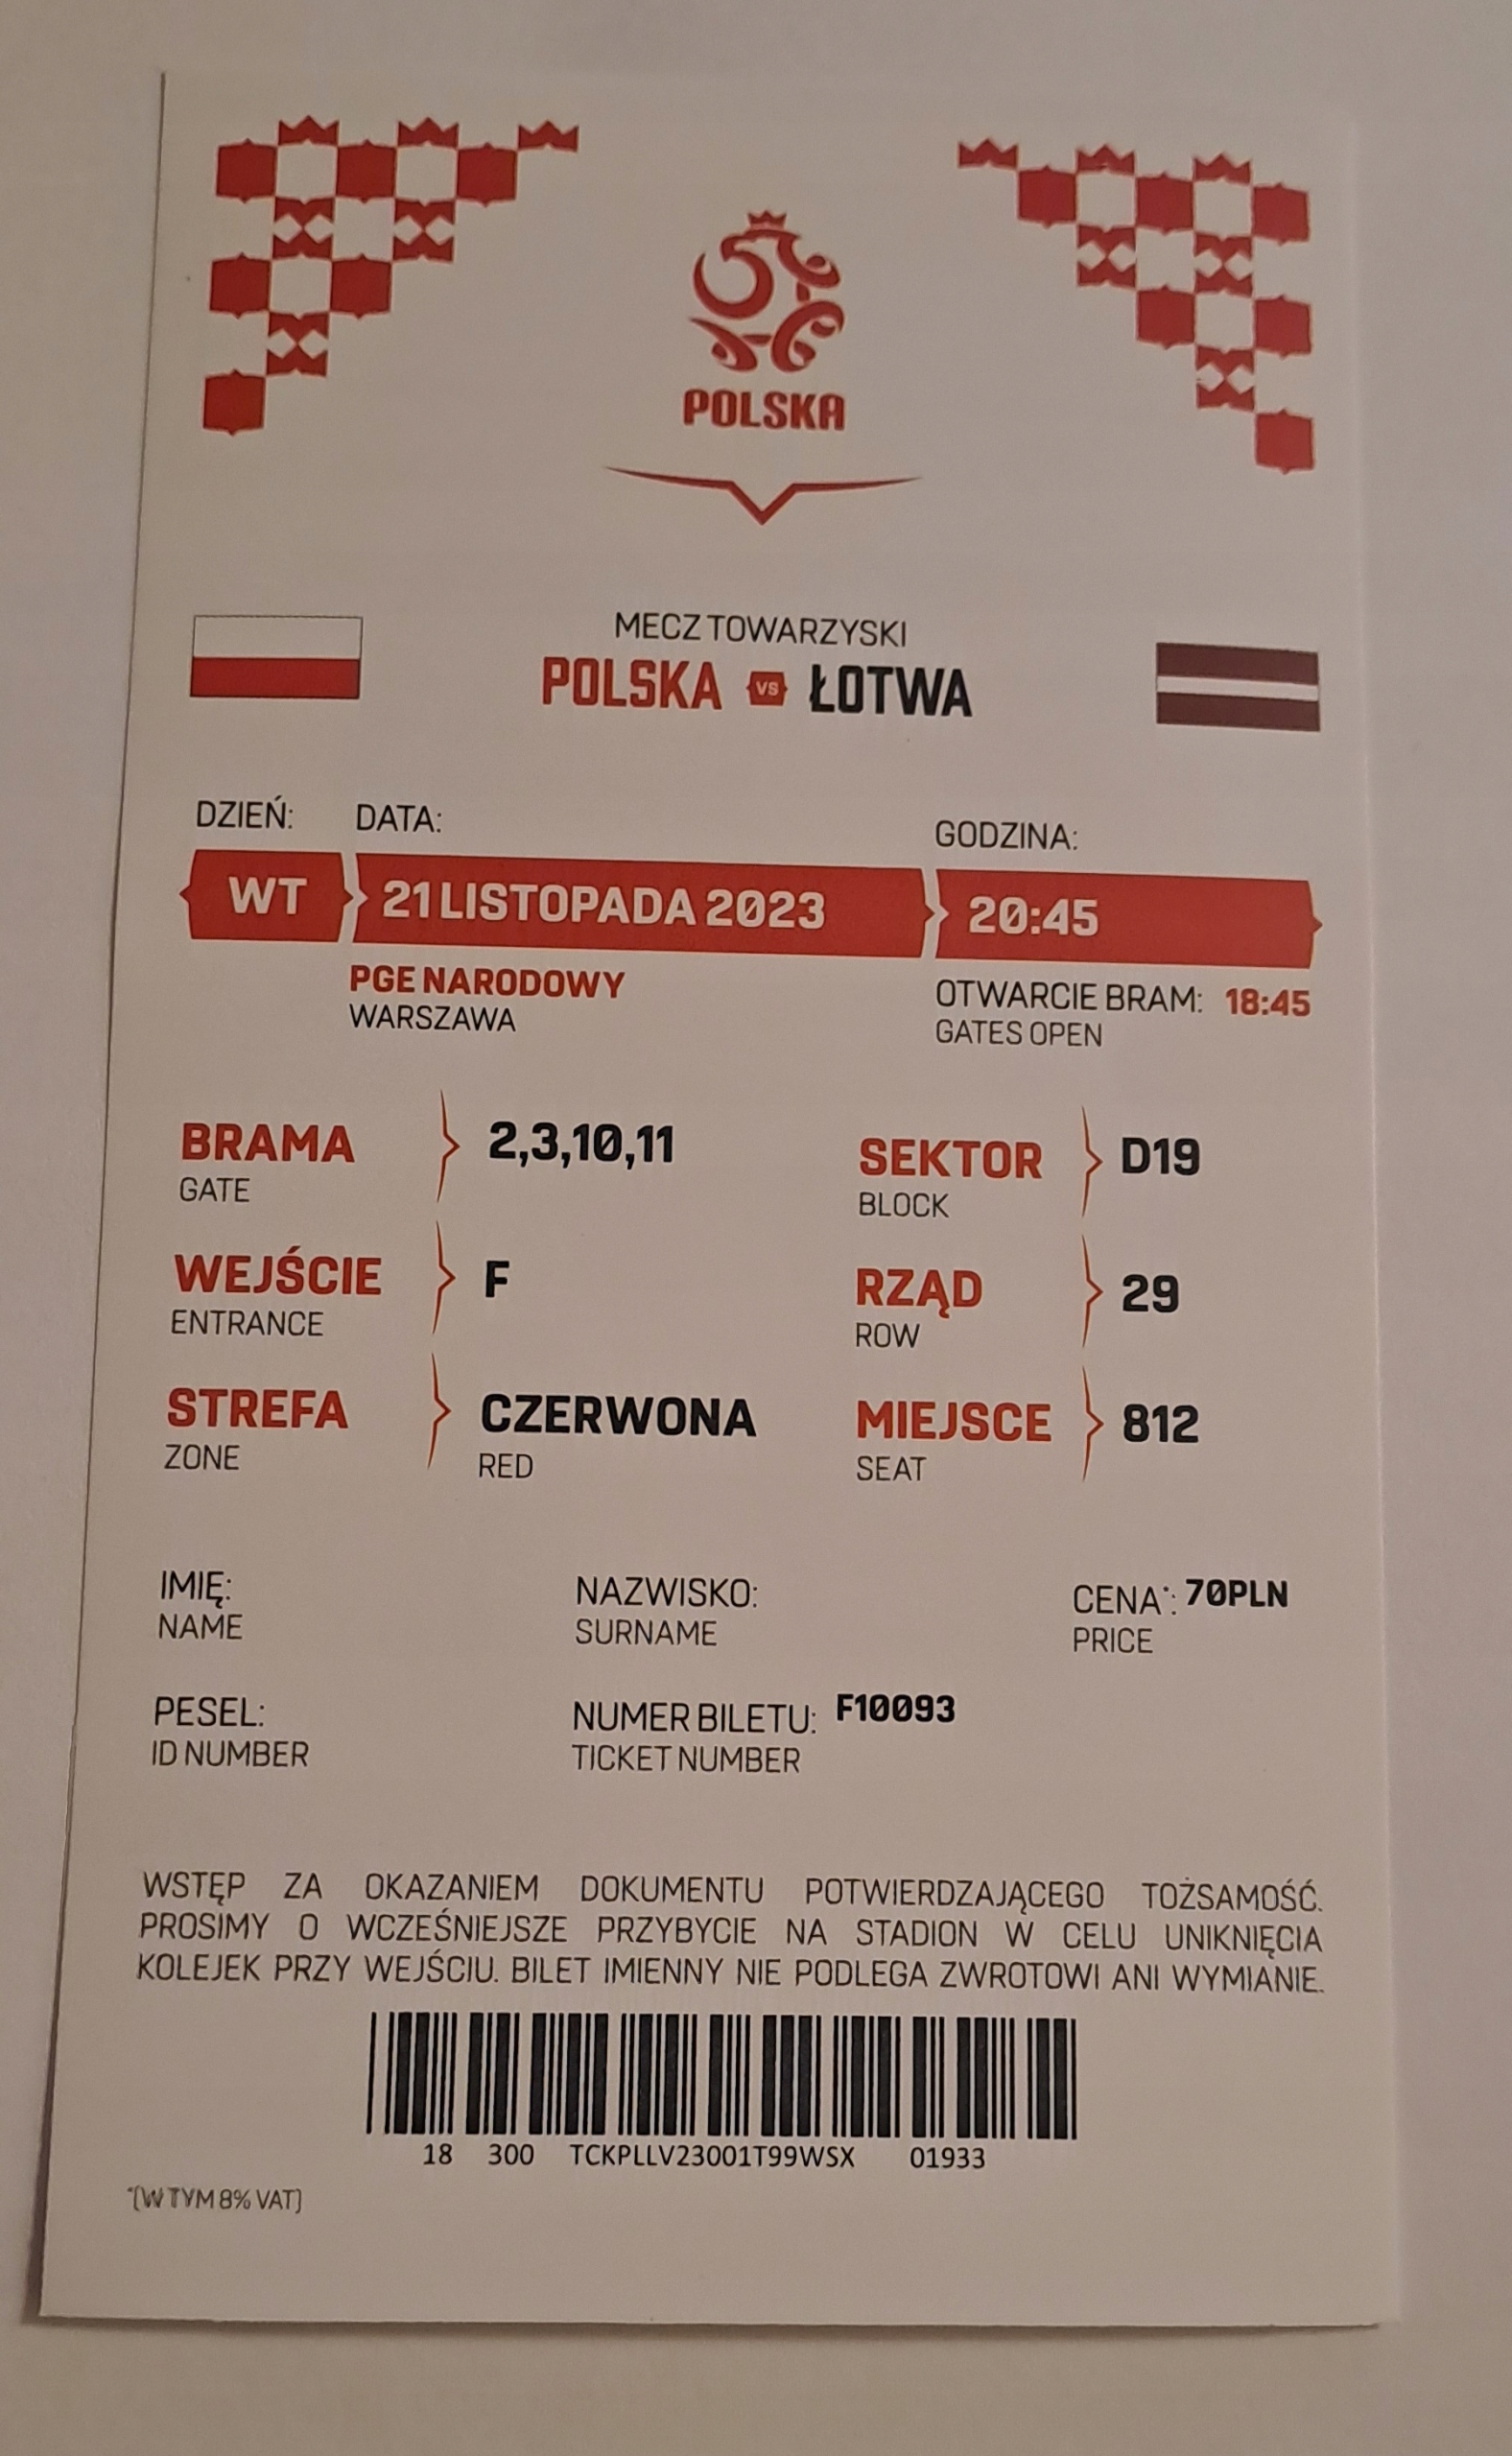 POLSKA
MECZ TOWARZYSKI
POLSKA VS ŁOTWA
DZIEŃ: DATA: GODZINA:
WT 21 LISTOPADA 2023 20:45
PGE NARODOWY
WARSZAWA
OTWARCIE BRAM: 18:45
GATES OPEN
BRAMA 2,3,10,11 SEKTOR D19
GATE BLOCK
WEJŚCIE F RZĄD 29
ENTRANCE ROW
STREFA CZERWONA MIEJSCE 812
ZONE RED SEAT
IMIĘ: NAZWISKO: CENA*: 70PLN
NAME SURNAME PRICE
PESEL: NUMER BILETU: F10093
ID NUMBER TICKET NUMBER
WSTĘP ZA OKAZANIEM DOKUMENTU POTWIERDZAJĄCEGO TOŻSAMOŚĆ.
PROSIMY O WCZEŚNIEJSZE PRZYBYCIE NA STADION W CELU UNIKNIĘCIA
KOLEJEK PRZY WEJŚCIU. BILET IMIENNY NIE PODLEGA ZWROTOWI ANI WYMIANIE.
18 300 TCKPLLV23001T99WSX 01933
*(W TYM 8% VAT)